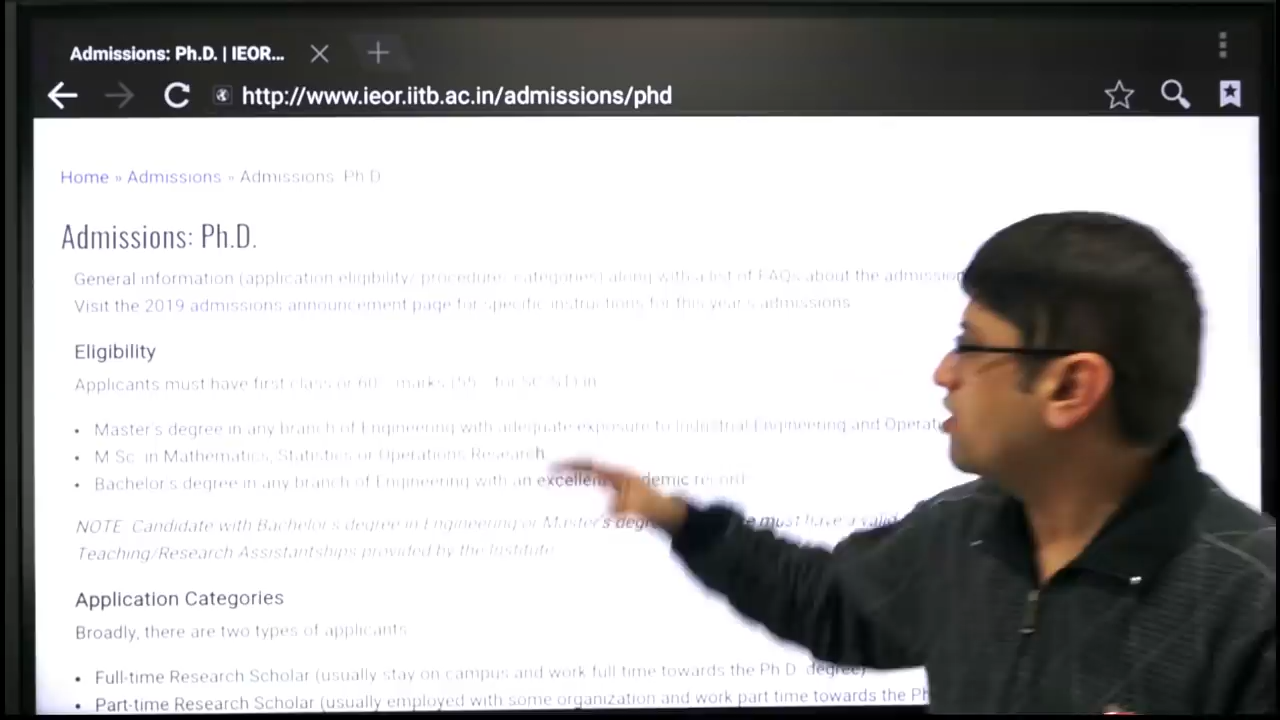 Admissions: Ph.D. | IEOR...
http://www.ieor.iitb.ac.in/admissions/phd
Home » Admissions » Admissions Ph D
Admissions: Ph.D.
General information (application eligibility/ procedure/ categories) along with a list of FAQs about the admission
Visit the 2019 admissions announcement page for specific instructions for this year's admissions
Eligibility
Applicants must have first class or 60 marks (55 for SC/ST) in
• Master's degree in any branch of Engineering with adequate exposure to Industrial Engineering and Operat
• M Sc in Mathematics, Statistics or Operations Research
• Bachelor's degree in any branch of Engineering with an excellen demic record
NOTE Candidate with Bachelor's degree in Engineering or Master's degr must have a valid
Teaching/Research Assistantships provided by the Institute
Application Categories
Broadly, there are two types of applicants
• Full-time Research Scholar (usually stay on campus and work full time towards the Ph D degree)
• Part-time Research Scholar (usually employed with some organization and work part time towards the Ph